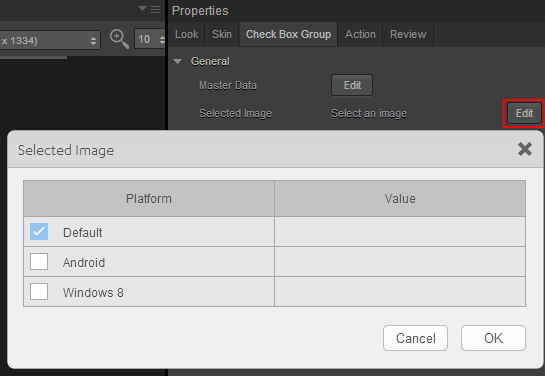 Properties
Look Skin Check Box Group Action Review
x 1334) 10
General
Master Data Edit
Selected Image Select an image Edit
Selected Image
Platform Value
Default
Android
Windows 8
Cancel OK